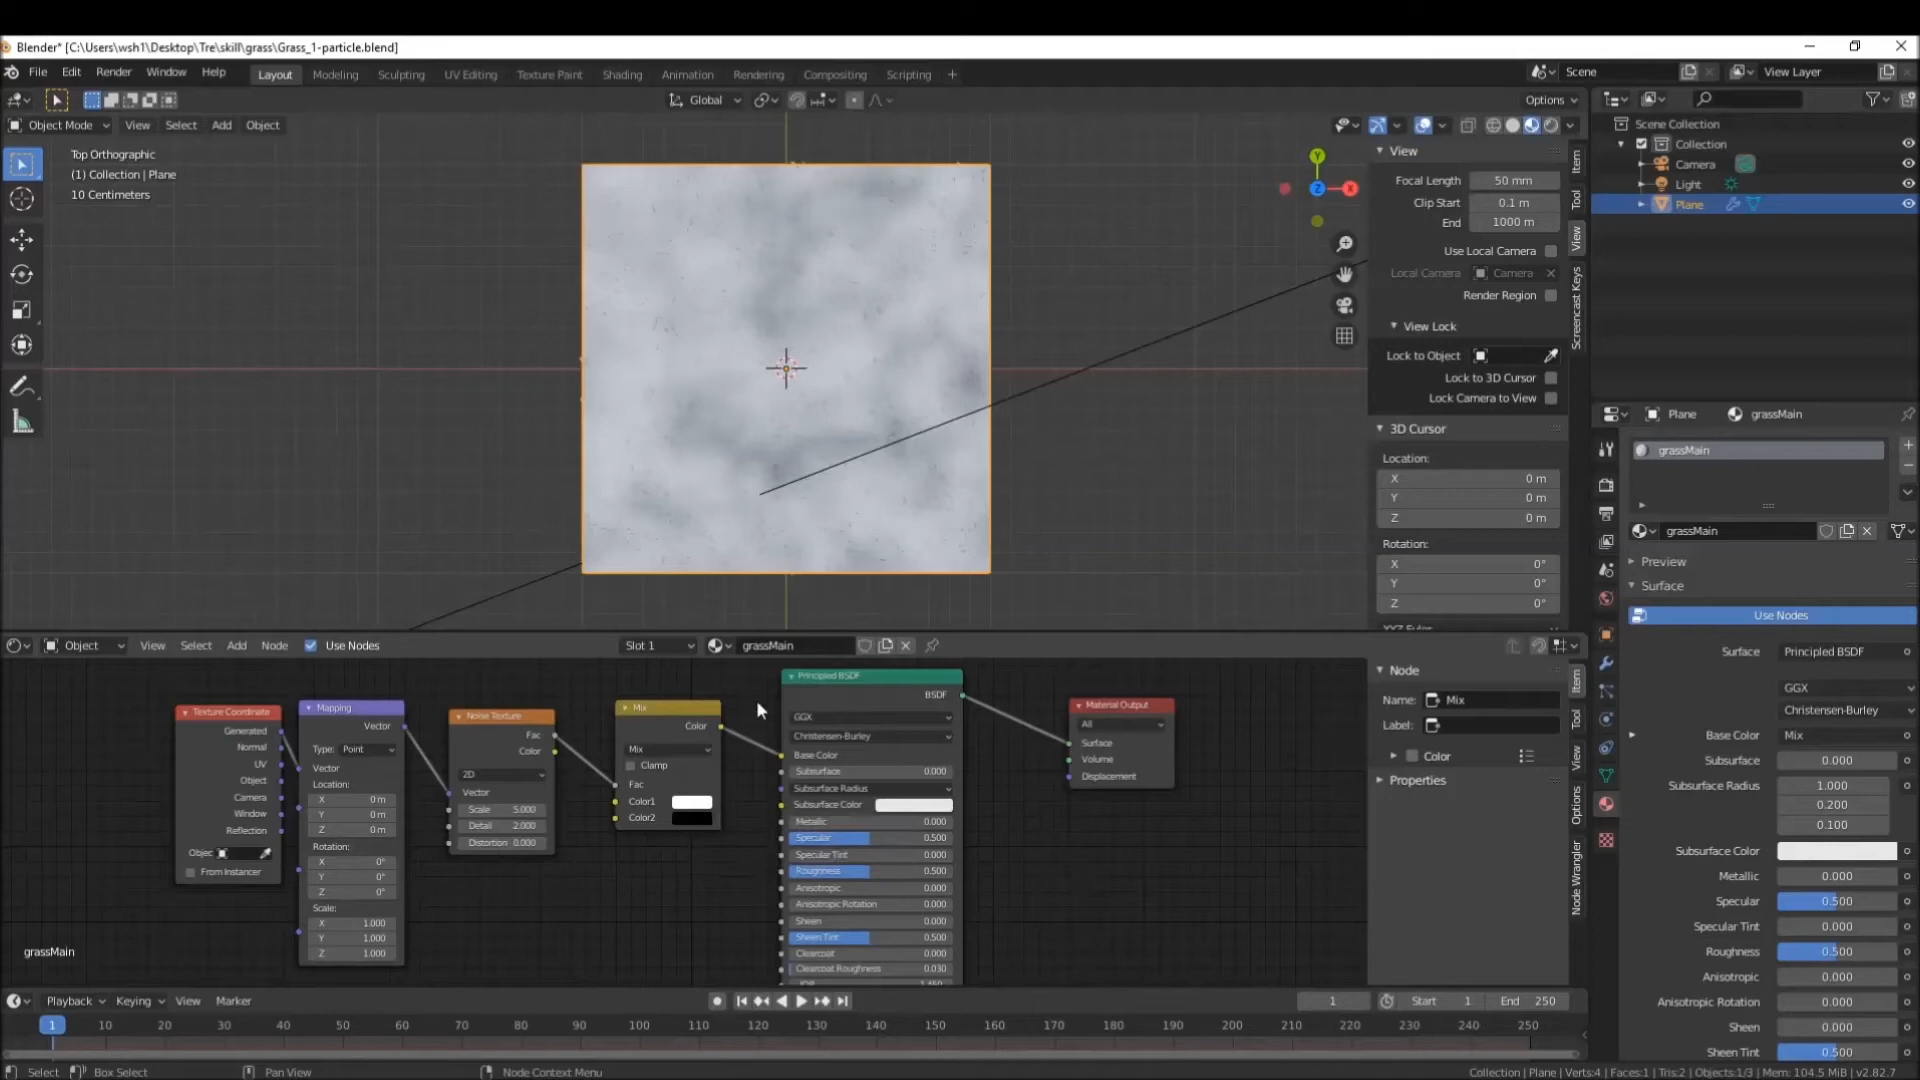 Blender* [C:\Users\wsh1\Desktop\Tre\skill\grass\Grass_1-particle.blend]
File Edit Render Window Help Layout Modeling Sculpting UV Editing Texture Paint Shading Animation Rendering Compositing Scripting + Scene View Layer
Global Options
Object Mode View Select Add Object
Top Orthographic
(1) Collection | Plane
10 Centimeters
Y
Z
X
View
Focal Length 50 mm
Clip Start 0.1 m
End 1000 m
Use Local Camera
Local Camera Camera
Render Region
View Lock
Lock to Object
Lock to 3D Cursor
Lock Camera to View
3D Cursor
Location:
X 0 m
Y 0 m
Z 0 m
Rotation:
X 0°
Y 0°
Z 0°
XYZ Euler
Item
Tool
View
Screencast Keys
Scene Collection
Collection
Camera
Light
Plane
Plane grassMain
grassMain
grassMain
Preview
Surface
Use Nodes
Surface Principled BSDF
GGX
Christensen-Burley
Base Color Mix
Subsurface 0.000
Subsurface Radius 1.000
0.200
0.100
Subsurface Color
Metallic 0.000
Specular 0.500
Specular Tint 0.000
Roughness 0.500
Anisotropic 0.000
Anisotropic Rotation 0.000
Sheen 0.000
Sheen Tint 0.500
Object View Select Add Node Use Nodes Slot 1 grassMain
Texture Coordinate
Generated
Normal
UV
Object
Camera
Window
Reflection
Objec
From Instancer
Mapping
Vector
Type: Point
Vector
Location:
X 0 m
Y 0 m
Z 0 m
Rotation:
X 0°
Y 0°
Z 0°
Scale:
X 1.000
Y 1.000
Z 1.000
Noise Texture
Fac
Color
2D
Vector
Scale 5.000
Detail 2.000
Distortion 0.000
Mix
Color
Mix
Clamp
Fac
Color1
Color2
Principled BSDF
BSDF
GGX
Christensen-Burley
Base Color
Subsurface 0.000
Subsurface Radius
Subsurface Color
Metallic 0.000
Specular 0.500
Specular Tint 0.000
Roughness 0.500
Anisotropic 0.000
Anisotropic Rotation 0.000
Sheen 0.000
Sheen Tint 0.500
Clearcoat 0.000
Clearcoat Roughness 0.030
IOR 1.450
Material Output
All
Surface
Volume
Displacement
Node
Name: Mix
Label:
Color
Properties
Item
Tool
View
Options
Node Wrangler
grassMain
Playback Keying View Marker 1 Start 1 End 250
1 10 20 30 40 50 60 70 80 90 100 110 120 130 140 150 160 170 180 190 200 210 220 230 240 250
Select Box Select Pan View Node Context Menu Collection | Plane | Verts:4 | Faces:1 | Tris:2 | Objects:1/3 | Mem: 104.5 MiB | v2.82.7